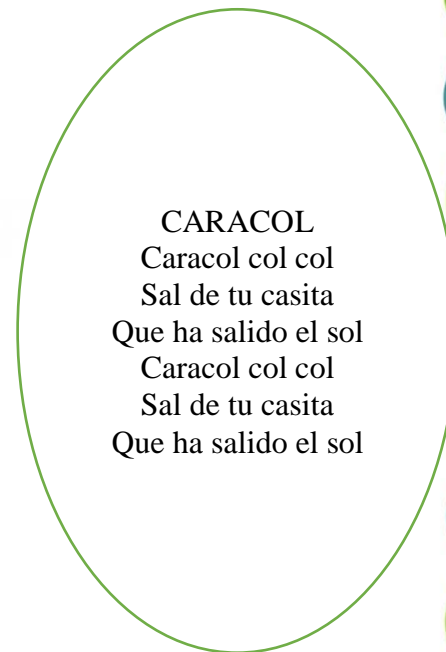 CARACOL
Caracol col col
Sal de tu casita
Que ha salido el sol
Caracol col col
Sal de tu casita
Que ha salido el sol